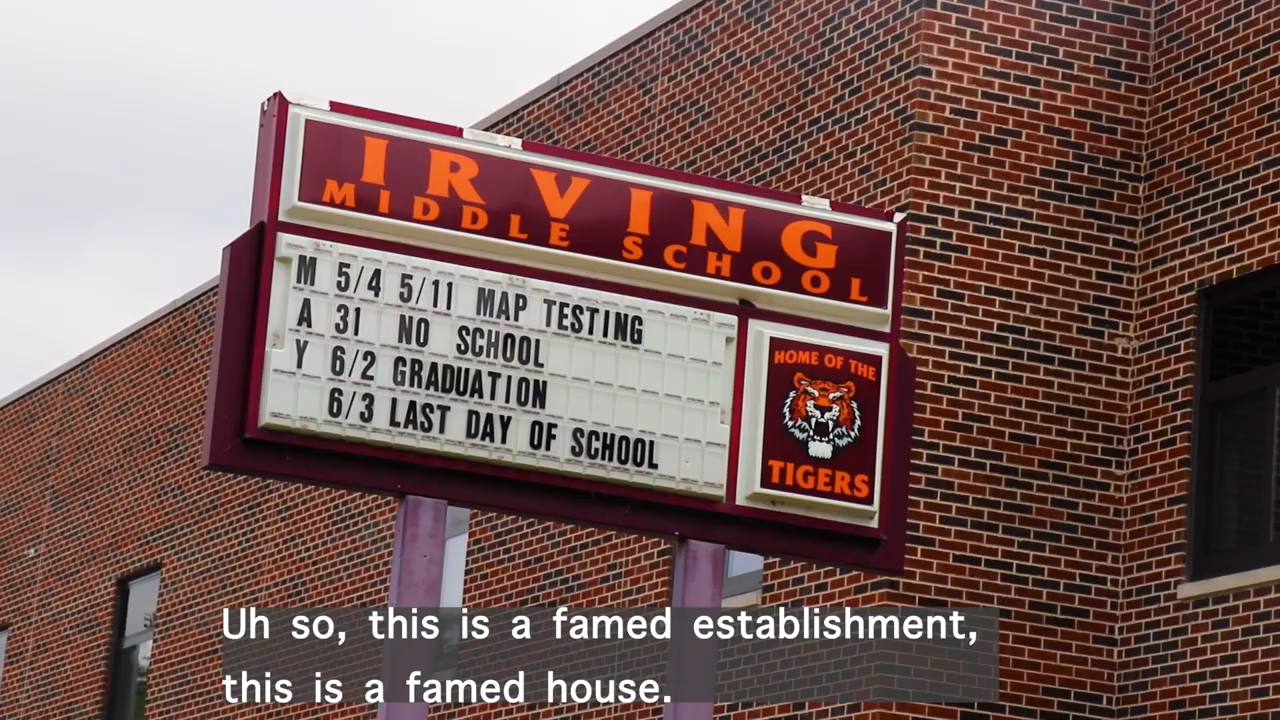 IRVING
MIDDLE SCHOOL
M 5/4 5/11 MAP TESTING
A 31 NO SCHOOL
Y 6/2 GRADUATION
6/3 LAST DAY OF SCHOOL
HOME OF THE
TIGERS
Uh so, this is a famed establishment,
this is a famed house.